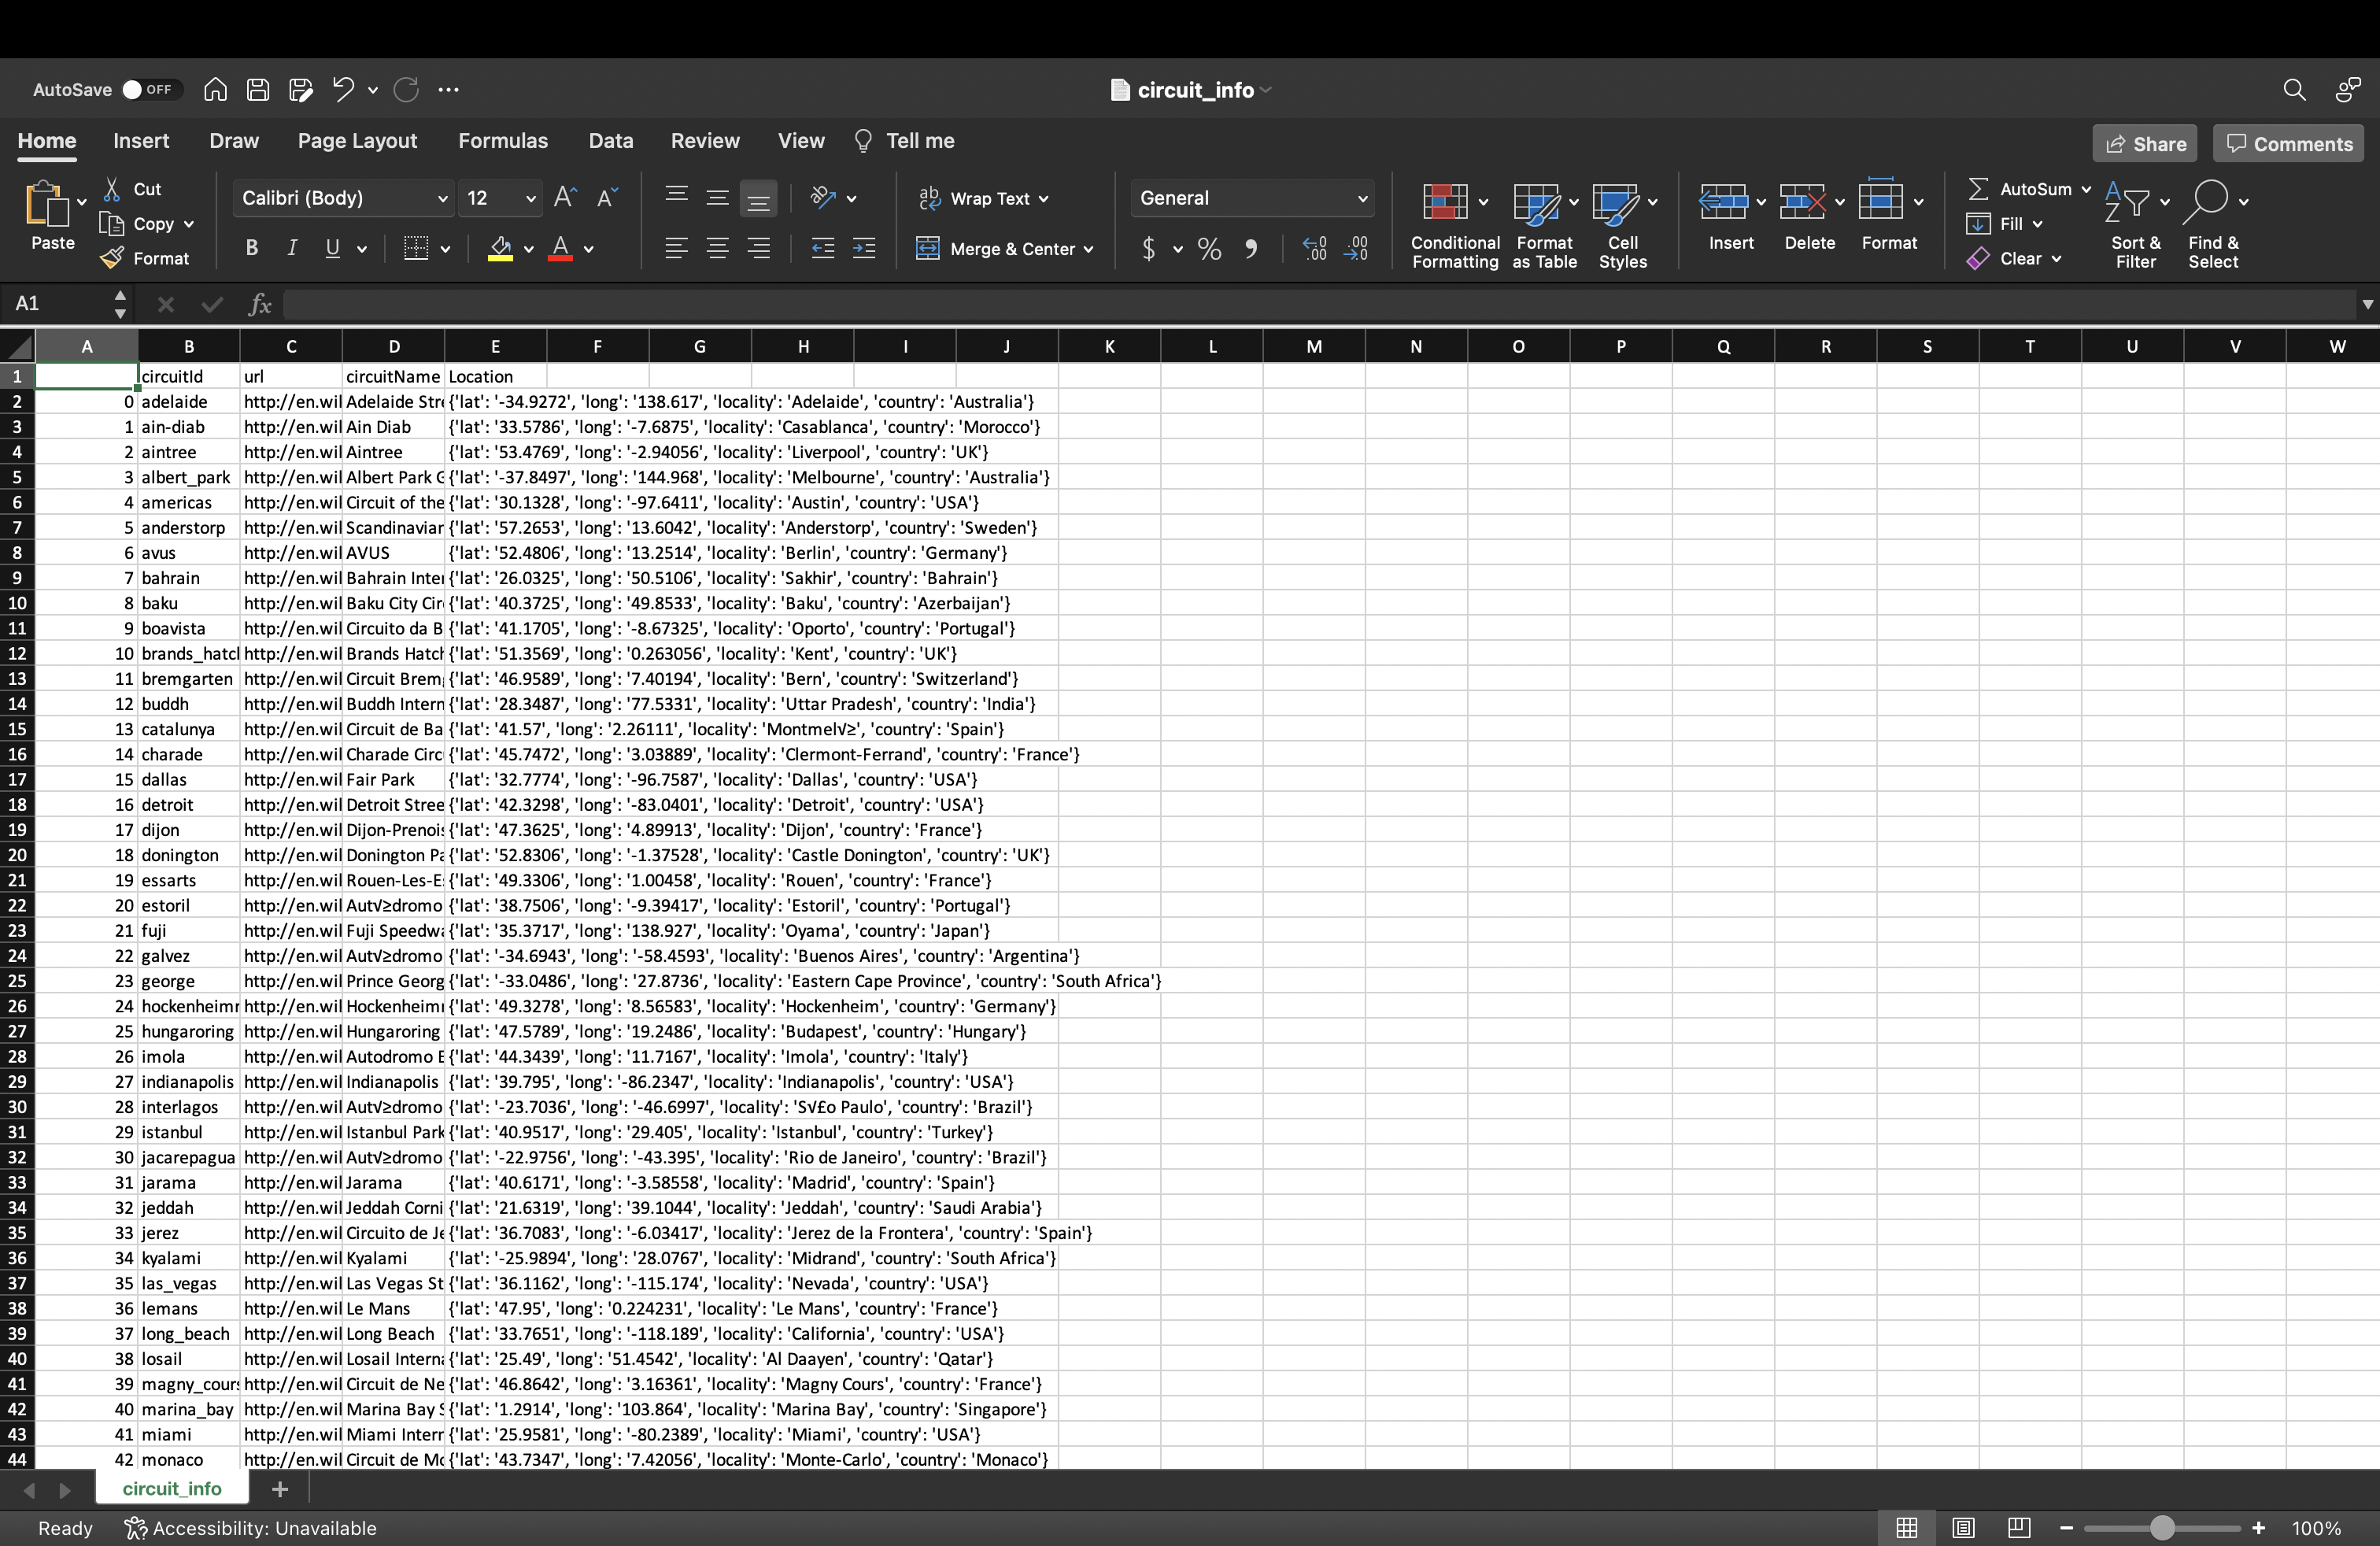 AutoSave OFF
circuit_info
Home Insert Draw Page Layout Formulas Data Review View Tell me
Share Comments
Paste Cut Copy Format
Calibri (Body) 12
Wrap Text Merge & Center
General
Conditional Formatting Format as Table Cell Styles
Insert Delete Format
AutoSum Fill Clear
Sort & Filter Find & Select
A1 fx
A B C D E F G H I J K L M N O P Q R S T U V W
1 circuitId url circuitName Location
2 0 adelaide http://en.wil Adelaide Str {'lat': '-34.9272', 'long': '138.617', 'locality': 'Adelaide', 'country': 'Australia'}
3 1 ain-diab http://en.wil Ain Diab {'lat': '33.5786', 'long': '-7.6875', 'locality': 'Casablanca', 'country': 'Morocco'}
4 2 aintree http://en.wil Aintree {'lat': '53.4769', 'long': '-2.94056', 'locality': 'Liverpool', 'country': 'UK'}
5 3 albert_park http://en.wil Albert Park G {'lat': '-37.8497', 'long': '144.968', 'locality': 'Melbourne', 'country': 'Australia'}
6 4 americas http://en.wil Circuit of the {'lat': '30.1328', 'long': '-97.6411', 'locality': 'Austin', 'country': 'USA'}
7 5 anderstorp http://en.wil Scandinavian {'lat': '57.2653', 'long': '13.6042', 'locality': 'Anderstorp', 'country': 'Sweden'}
8 6 avus http://en.wil AVUS {'lat': '52.4806', 'long': '13.2514', 'locality': 'Berlin', 'country': 'Germany'}
9 7 bahrain http://en.wil Bahrain Inter {'lat': '26.0325', 'long': '50.5106', 'locality': 'Sakhir', 'country': 'Bahrain'}
10 8 baku http://en.wil Baku City Cir {'lat': '40.3725', 'long': '49.8533', 'locality': 'Baku', 'country': 'Azerbaijan'}
11 9 boavista http://en.wil Circuito da B {'lat': '41.1705', 'long': '-8.67325', 'locality': 'Oporto', 'country': 'Portugal'}
12 10 brands_hatcl http://en.wil Brands Hatch {'lat': '51.3569', 'long': '0.263056', 'locality': 'Kent', 'country': 'UK'}
13 11 bremgarten http://en.wil Circuit Brem {'lat': '46.9589', 'long': '7.40194', 'locality': 'Bern', 'country': 'Switzerland'}
14 12 buddh http://en.wil Buddh Intern {'lat': '28.3487', 'long': '77.5331', 'locality': 'Uttar Pradesh', 'country': 'India'}
15 13 catalunya http://en.wil Circuit de Ba {'lat': '41.57', 'long': '2.26111', 'locality': 'Montmel√≥', 'country': 'Spain'}
16 14 charade http://en.wil Charade Circ {'lat': '45.7472', 'long': '3.03889', 'locality': 'Clermont-Ferrand', 'country': 'France'}
17 15 dallas http://en.wil Fair Park {'lat': '32.7774', 'long': '-96.7587', 'locality': 'Dallas', 'country': 'USA'}
18 16 detroit http://en.wil Detroit Stree {'lat': '42.3298', 'long': '-83.0401', 'locality': 'Detroit', 'country': 'USA'}
19 17 dijon http://en.wil Dijon-Prenois {'lat': '47.3625', 'long': '4.89913', 'locality': 'Dijon', 'country': 'France'}
20 18 donington http://en.wil Donington Pa {'lat': '52.8306', 'long': '-1.37528', 'locality': 'Castle Donington', 'country': 'UK'}
21 19 essarts http://en.wil Rouen-Les-E {'lat': '49.3306', 'long': '1.00458', 'locality': 'Rouen', 'country': 'France'}
22 20 estoril http://en.wil Aut√≥dromo {'lat': '38.7506', 'long': '-9.39417', 'locality': 'Estoril', 'country': 'Portugal'}
23 21 fuji http://en.wil Fuji Speedwa {'lat': '35.3717', 'long': '138.927', 'locality': 'Oyama', 'country': 'Japan'}
24 22 galvez http://en.wil Aut√≥dromo {'lat': '-34.6943', 'long': '-58.4593', 'locality': 'Buenos Aires', 'country': 'Argentina'}
25 23 george http://en.wil Prince Georg {'lat': '-33.0486', 'long': '27.8736', 'locality': 'Eastern Cape Province', 'country': 'South Africa'}
26 24 hockenheimr http://en.wil Hockenheimr {'lat': '49.3278', 'long': '8.56583', 'locality': 'Hockenheim', 'country': 'Germany'}
27 25 hungaroring http://en.wil Hungaroring {'lat': '47.5789', 'long': '19.2486', 'locality': 'Budapest', 'country': 'Hungary'}
28 26 imola http://en.wil Autodromo E {'lat': '44.3439', 'long': '11.7167', 'locality': 'Imola', 'country': 'Italy'}
29 27 indianapolis http://en.wil Indianapolis {'lat': '39.795', 'long': '-86.2347', 'locality': 'Indianapolis', 'country': 'USA'}
30 28 interlagos http://en.wil Aut√≥dromo {'lat': '-23.7036', 'long': '-46.6997', 'locality': 'S√£o Paulo', 'country': 'Brazil'}
31 29 istanbul http://en.wil Istanbul Park {'lat': '40.9517', 'long': '29.405', 'locality': 'Istanbul', 'country': 'Turkey'}
32 30 jacarepagua http://en.wil Aut√≥dromo {'lat': '-22.9756', 'long': '-43.395', 'locality': 'Rio de Janeiro', 'country': 'Brazil'}
33 31 jarama http://en.wil Jarama {'lat': '40.6171', 'long': '-3.58558', 'locality': 'Madrid', 'country': 'Spain'}
34 32 jeddah http://en.wil Jeddah Corni {'lat': '21.6319', 'long': '39.1044', 'locality': 'Jeddah', 'country': 'Saudi Arabia'}
35 33 jerez http://en.wil Circuito de Je {'lat': '36.7083', 'long': '-6.03417', 'locality': 'Jerez de la Frontera', 'country': 'Spain'}
36 34 kyalami http://en.wil Kyalami {'lat': '-25.9894', 'long': '28.0767', 'locality': 'Midrand', 'country': 'South Africa'}
37 35 las_vegas http://en.wil Las Vegas St {'lat': '36.1162', 'long': '-115.174', 'locality': 'Nevada', 'country': 'USA'}
38 36 lemans http://en.wil Le Mans {'lat': '47.95', 'long': '0.224231', 'locality': 'Le Mans', 'country': 'France'}
39 37 long_beach http://en.wil Long Beach {'lat': '33.7651', 'long': '-118.189', 'locality': 'California', 'country': 'USA'}
40 38 losail http://en.wil Losail Interna {'lat': '25.49', 'long': '51.4542', 'locality': 'Al Daayen', 'country': 'Qatar'}
41 39 magny_cours http://en.wil Circuit de Ne {'lat': '46.8642', 'long': '3.16361', 'locality': 'Magny Cours', 'country': 'France'}
42 40 marina_bay http://en.wil Marina Bay S {'lat': '1.2914', 'long': '103.864', 'locality': 'Marina Bay', 'country': 'Singapore'}
43 41 miami http://en.wil Miami Intern {'lat': '25.9581', 'long': '-80.2389', 'locality': 'Miami', 'country': 'USA'}
44 42 monaco http://en.wil Circuit de Mo {'lat': '43.7347', 'long': '7.42056', 'locality': 'Monte-Carlo', 'country': 'Monaco'}
circuit_info
Ready Accessibility: Unavailable 100%